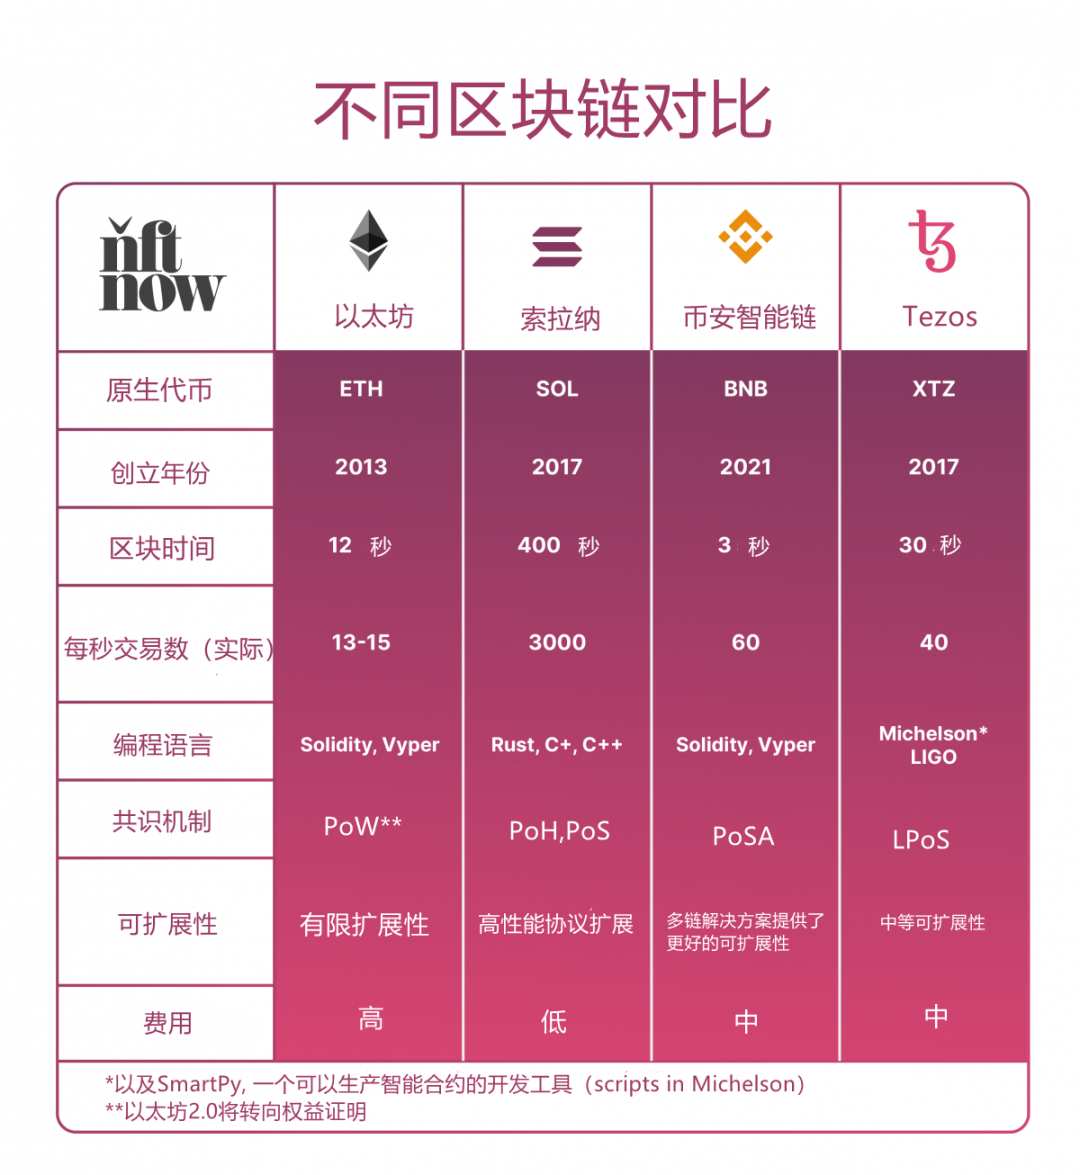 不同区块链对比
nft now
以太坊
索拉纳
币安智能链
Tezos
原生代币
ETH
SOL
BNB
XTZ
创立年份
2013
2017
2021
2017
区块时间
12 秒
400 秒
3 秒
30 秒
每秒交易数（实际）
13-15
3000
60
40
编程语言
Solidity, Vyper
Rust, C+, C++
Solidity, Vyper
Michelson*
LIGO
共识机制
PoW**
PoH,PoS
PoSA
LPoS
可扩展性
有限扩展性
高性能协议扩展
多链解决方案提供了
更好的可扩展性
中等可扩展性
费用
高
低
中
中
*以及SmartPy, 一个可以生产智能合约的开发工具（scripts in Michelson）
**以太坊2.0将转向权益证明